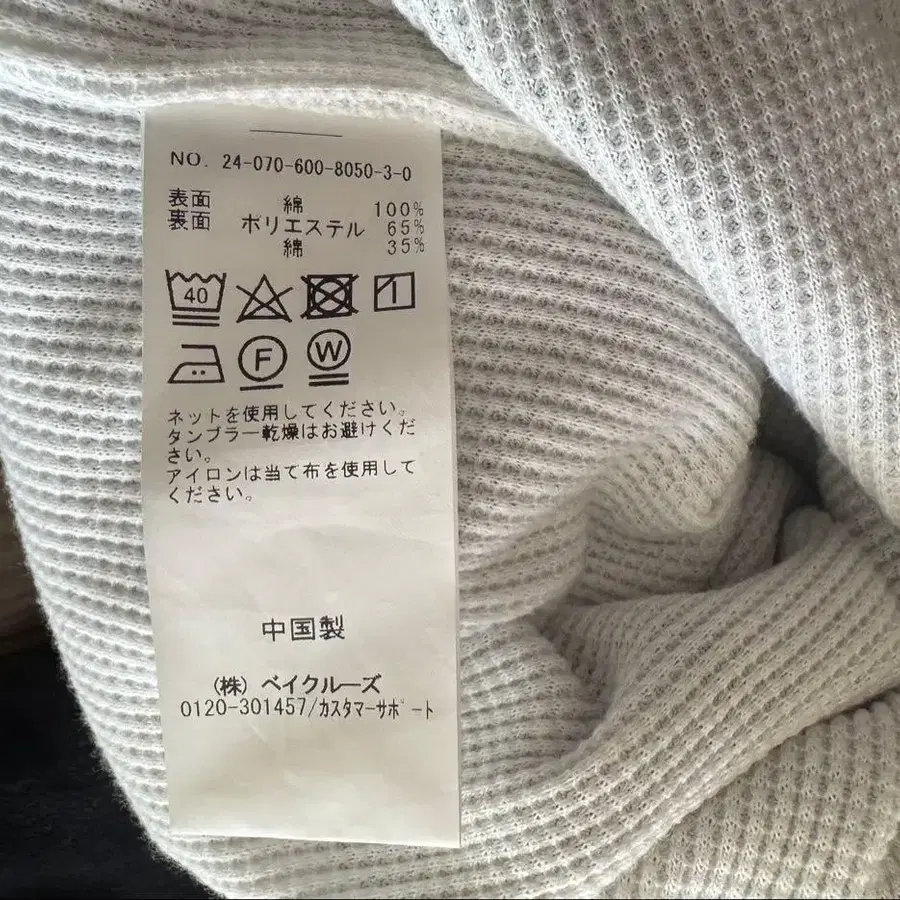 NO. 24-070-600-8050-3-0
表面 綿 100%
裏面 ポリエステル 65%
綿 35%
40
F W
ネットを使用してください。
タンブラー乾燥はお避けくだ
さい。
アイロンは当て布を使用して
ください。
中国製
(株) ベイクルーズ
0120-301457/ｶｽﾀﾏｰｻﾎﾟｰﾄ